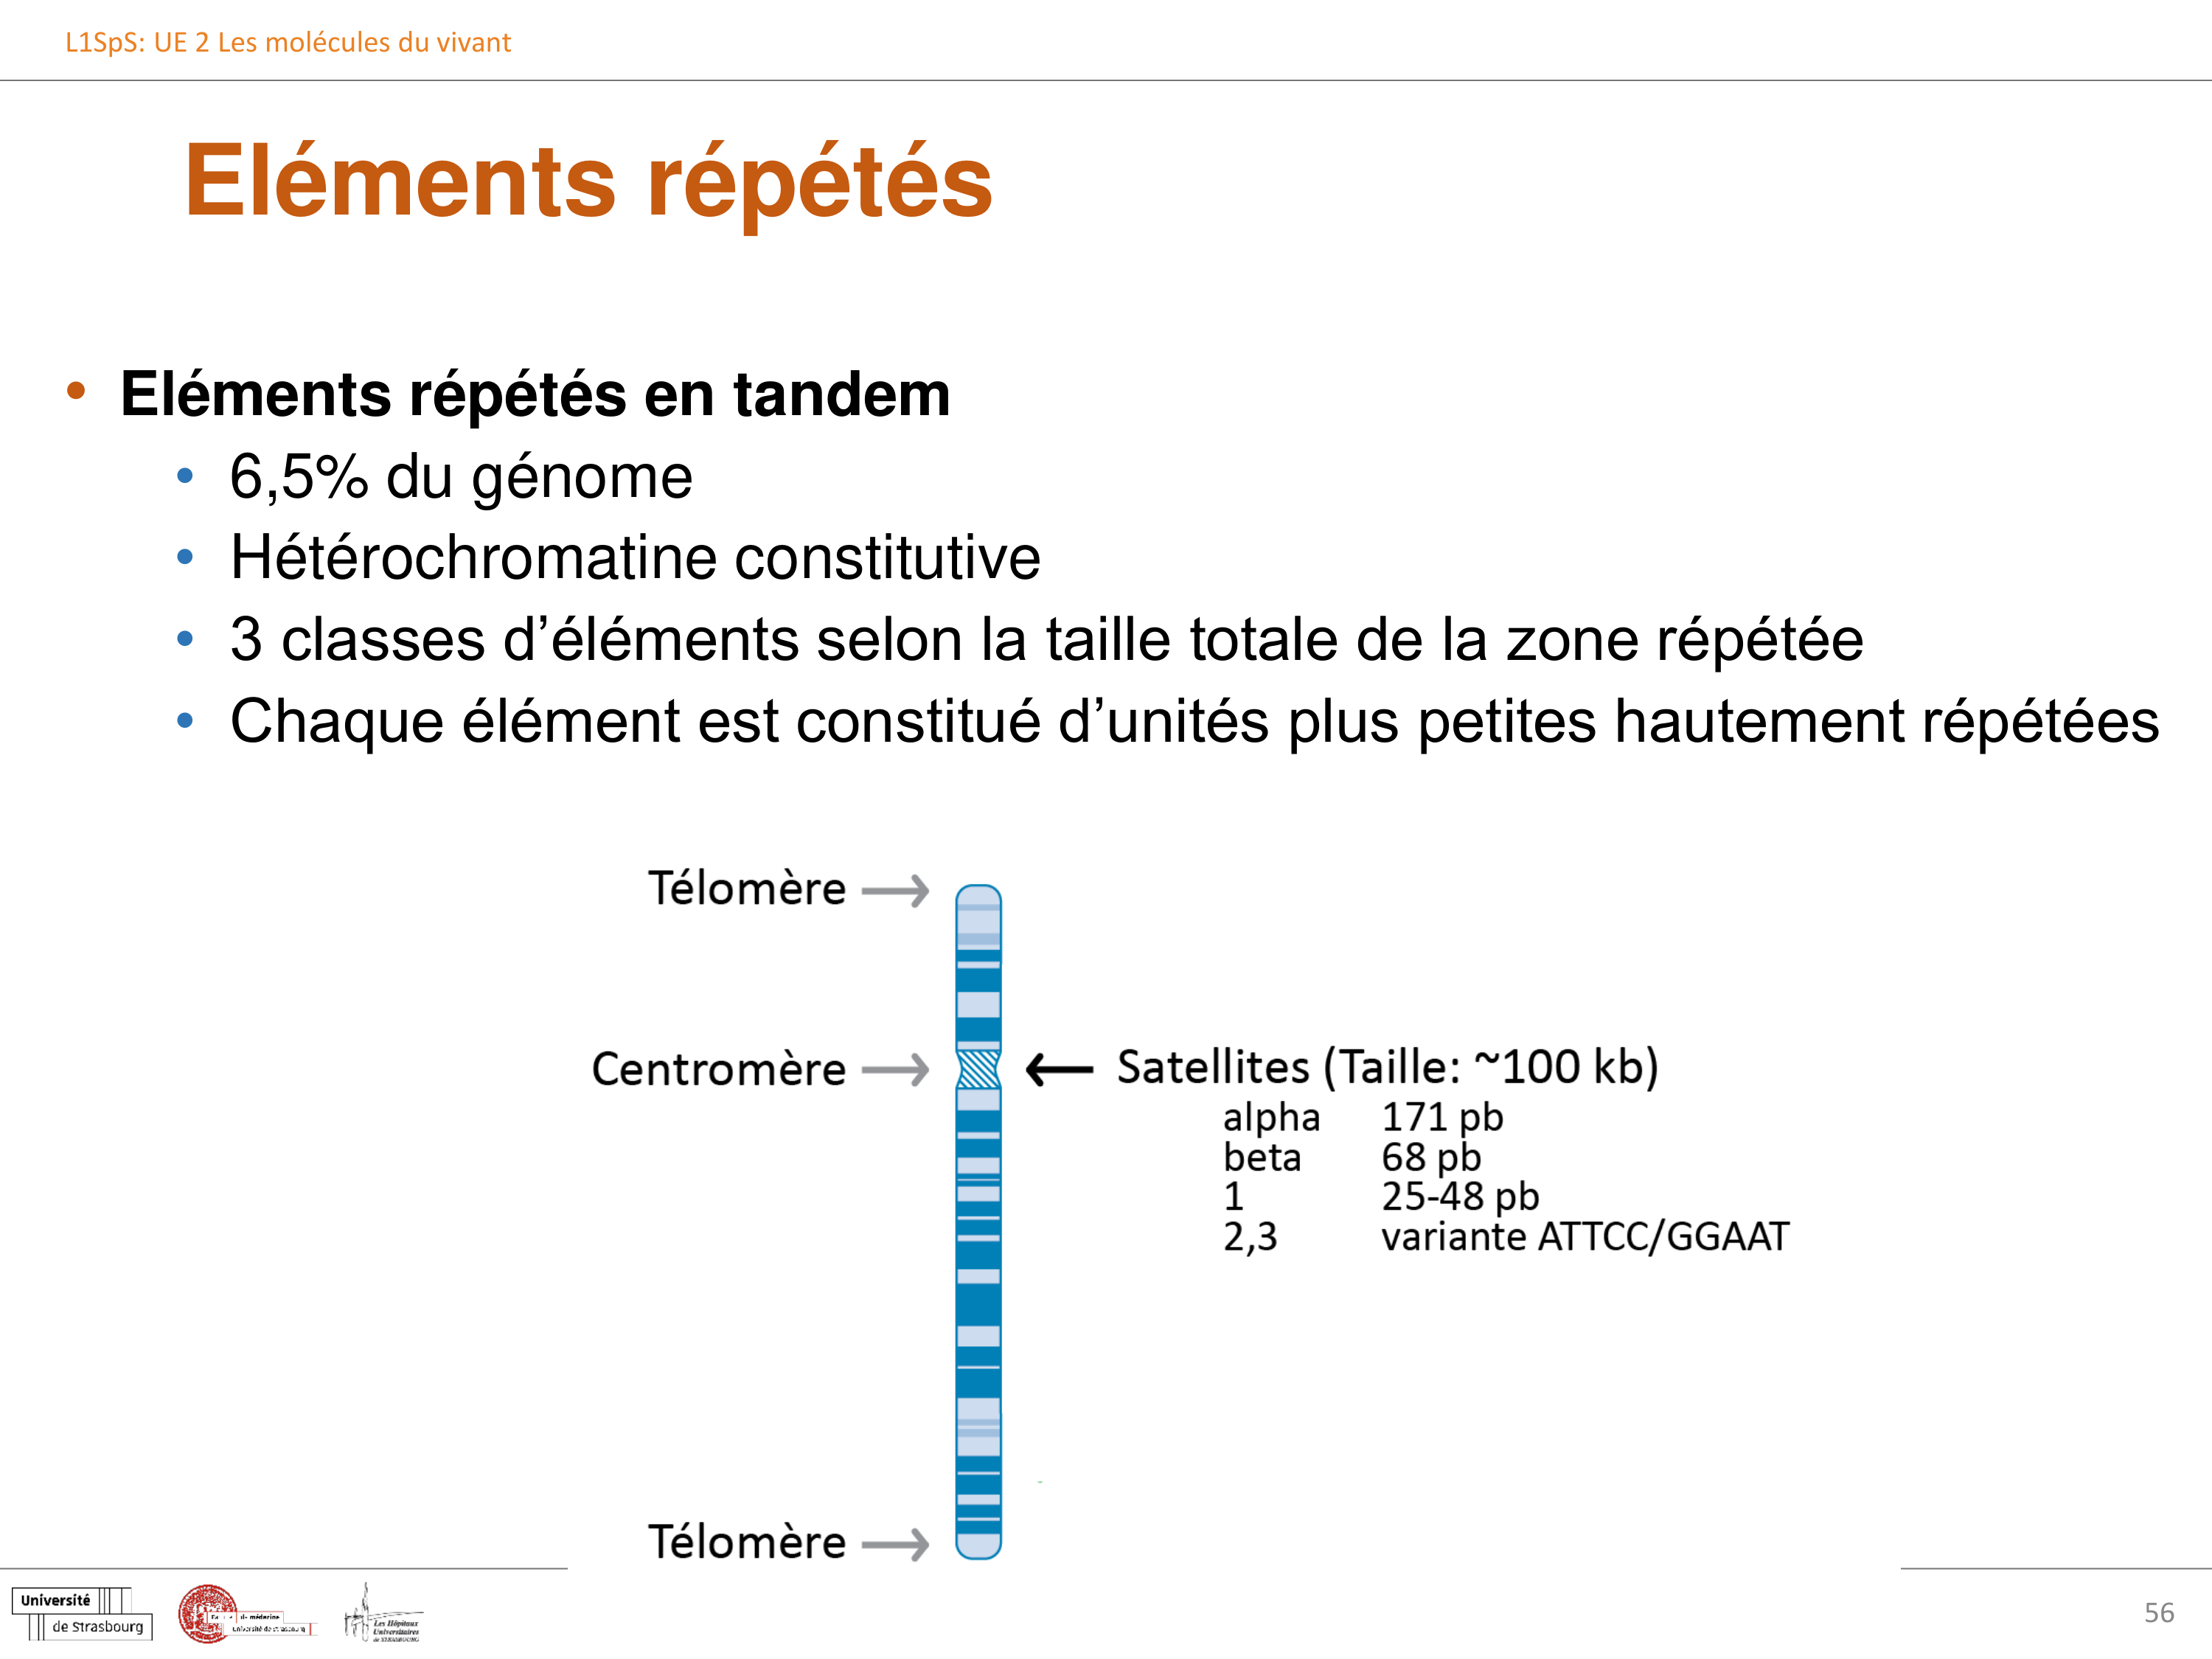 L1SpS: UE 2 Les molécules du vivant
Eléments répétés
• Eléments répétés en tandem
• 6,5% du génome
• Hétérochromatine constitutive
• 3 classes d’éléments selon la taille totale de la zone répétée
• Chaque élément est constitué d’unités plus petites hautement répétées
Télomère
Centromère
Satellites (Taille: ~100 kb)
alpha 171 pb
beta 68 pb
1 25-48 pb
2,3 variante ATTCC/GGAAT
Télomère
Université
de Strasbourg
de médecine
Université de Strasbourg
Les Hôpitaux
Universitaires
de STRASBOURG
56